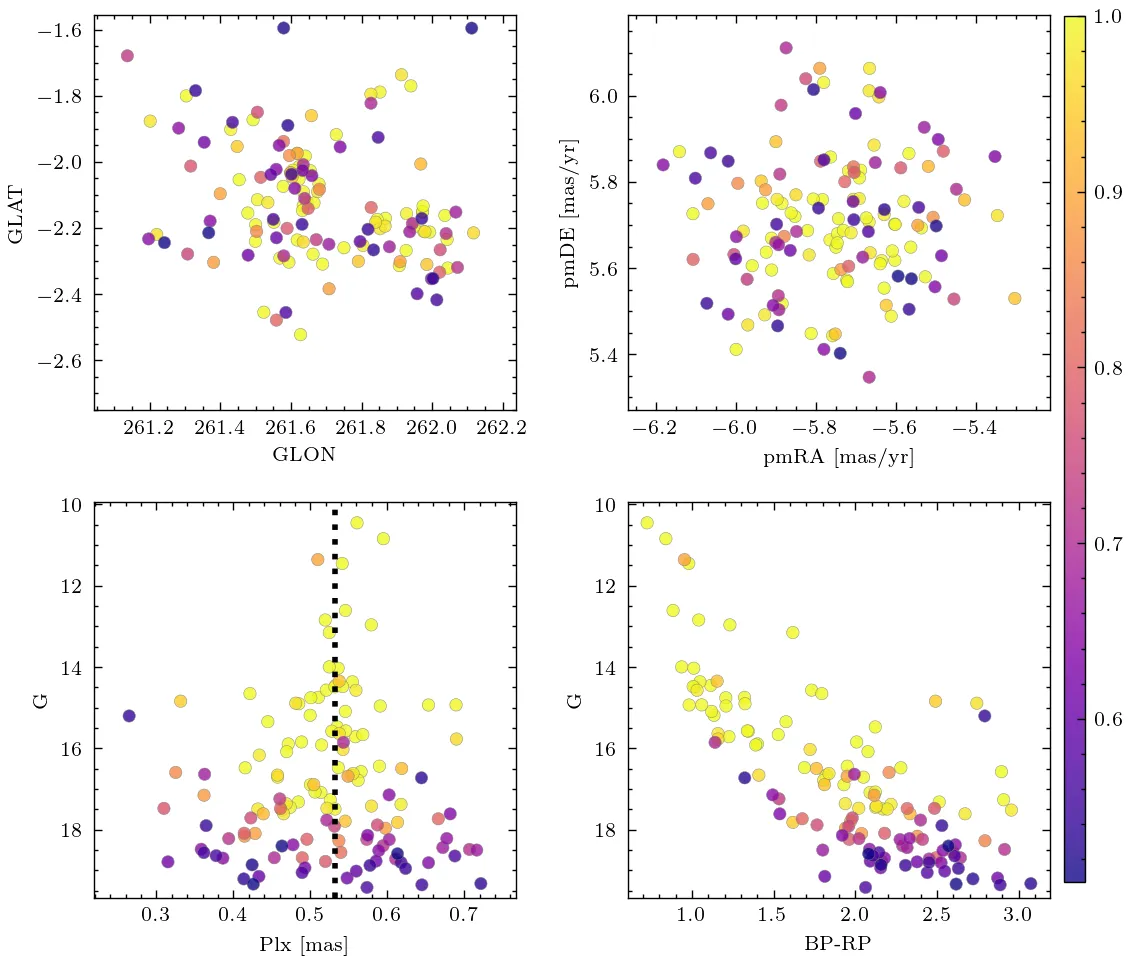 −1.6
−1.8
−2.0
−2.2
−2.4
−2.6
GLAT
261.2 261.4 261.6 261.8 262.0 262.2
GLON
6.0
5.8
5.6
5.4
pmDE [mas/yr]
−6.2 −6.0 −5.8 −5.6 −5.4
pmRA [mas/yr]
1.0
0.9
0.8
0.7
0.6
10
12
14
16
18
G
0.3 0.4 0.5 0.6 0.7
Plx [mas]
10
12
14
16
18
G
1.0 1.5 2.0 2.5 3.0
BP-RP